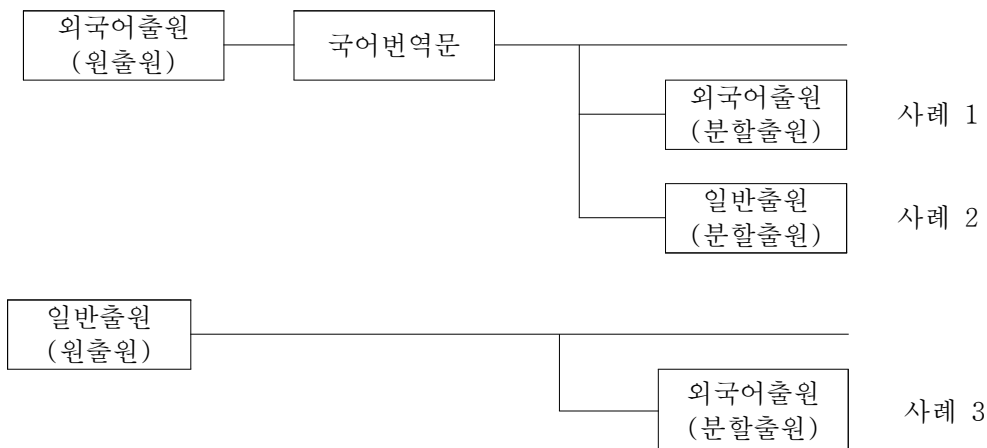 외국어출원
(원출원)
국어번역문
외국어출원
(분할출원)
사례 1
일반출원
(분할출원)
사례 2
일반출원
(원출원)
외국어출원
(분할출원)
사례 3